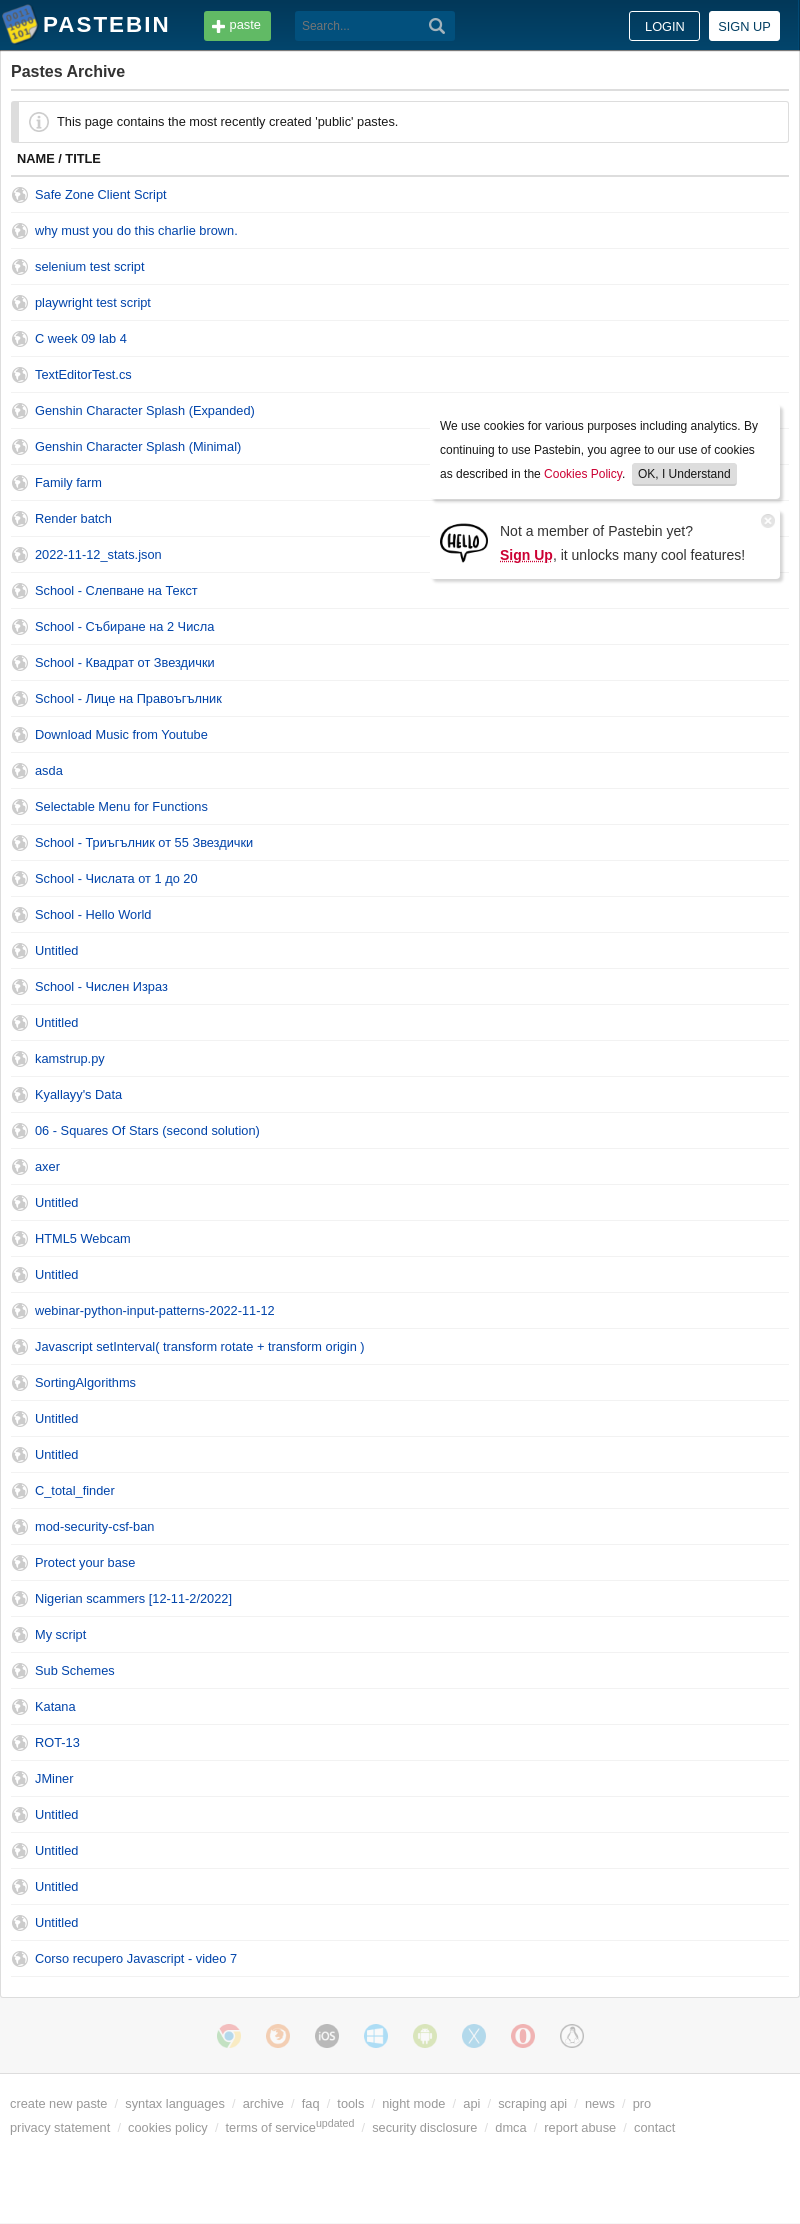 PASTEBIN
paste
Search...
LOGIN
SIGN UP
Pastes Archive
This page contains the most recently created 'public' pastes.
NAME / TITLE
Safe Zone Client Script
why must you do this charlie brown.
selenium test script
playwright test script
C week 09 lab 4
TextEditorTest.cs
Genshin Character Splash (Expanded)
Genshin Character Splash (Minimal)
Family farm
Render batch
2022-11-12_stats.json
We use cookies for various purposes including analytics. By
continuing to use Pastebin, you agree to our use of cookies
as described in the Cookies Policy. OK, I Understand
HELLO
Not a member of Pastebin yet?
Sign Up, it unlocks many cool features!
School - Слепване на Текст
School - Събиране на 2 Числа
School - Квадрат от Звездички
School - Лице на Правоъгълник
Download Music from Youtube
asda
Selectable Menu for Functions
School - Триъгълник от 55 Звездички
School - Числата от 1 до 20
School - Hello World
Untitled
School - Числен Израз
Untitled
kamstrup.py
Kyallayy's Data
06 - Squares Of Stars (second solution)
axer
Untitled
HTML5 Webcam
Untitled
webinar-python-input-patterns-2022-11-12
Javascript setInterval( transform rotate + transform origin )
SortingAlgorithms
Untitled
Untitled
C_total_finder
mod-security-csf-ban
Protect your base
Nigerian scammers [12-11-2/2022]
My script
Sub Schemes
Katana
ROT-13
JMiner
Untitled
Untitled
Untitled
Untitled
Corso recupero Javascript - video 7
iOS
create new paste / syntax languages / archive / faq / tools / night mode / api / scraping api / news / pro
privacy statement / cookies policy / terms of service updated / security disclosure / dmca / report abuse / contact